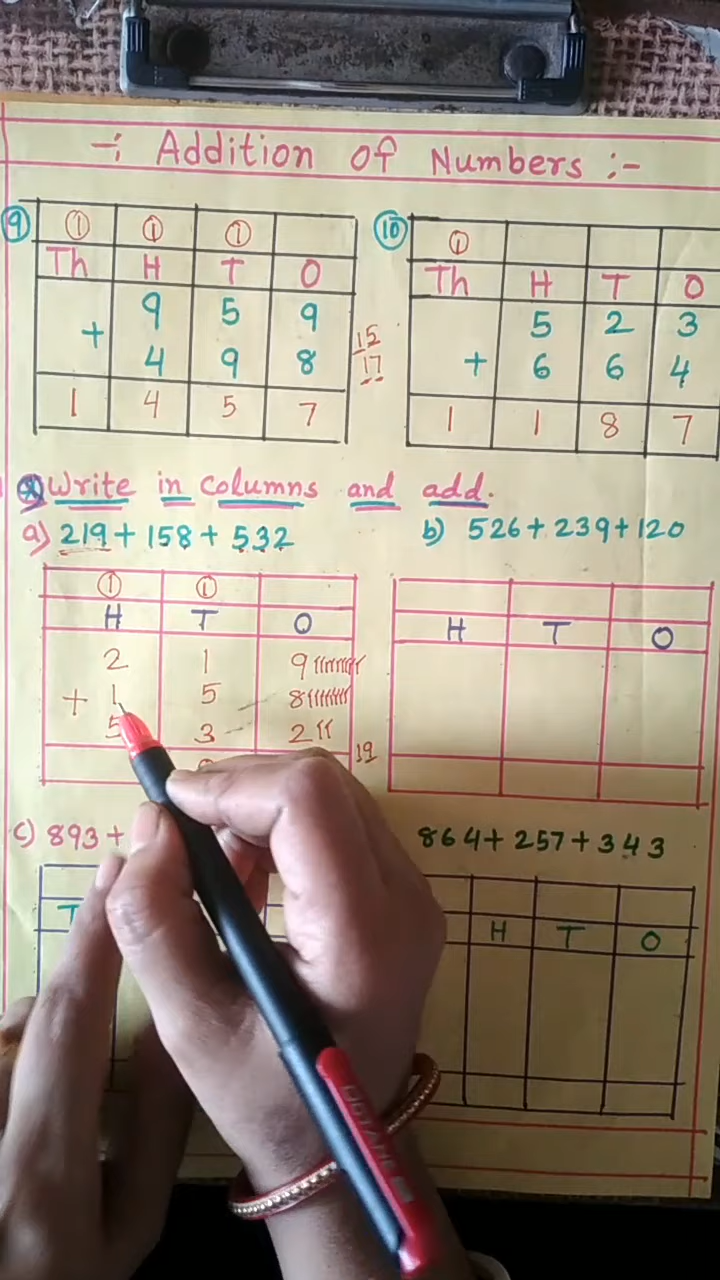 -: Addition Of Numbers :-
9 1 1 1
Th H T O
9 5 9
+ 4 9 8
1 4 5 7
15
17
10 1
Th H T O
5 2 3
+ 6 6 4
1 1 8 7
Write in columns and add.
a) 219 + 158 + 532
1 1
H T O
2 1 9
+ 1 5 8
5 3 2
19
b) 526 + 239 + 120
H T O
c) 893 +
T
864 + 257 + 343
H T O